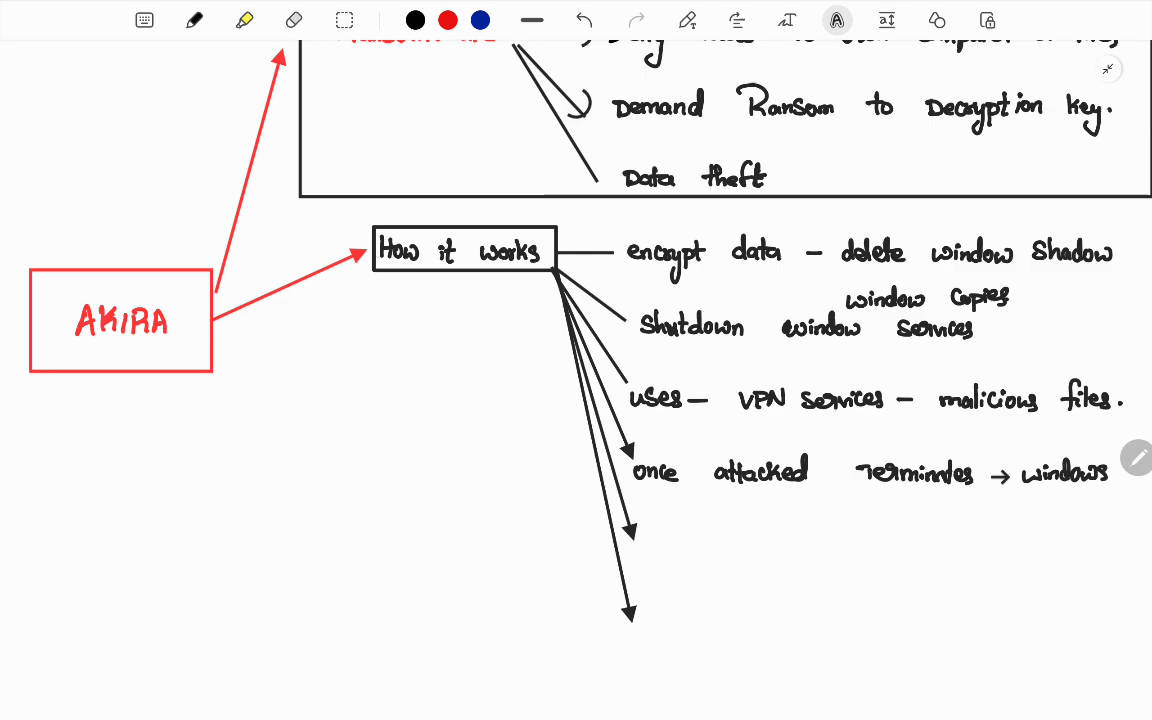 Demand Ransom to Decryption key.
Data theft
How it works
encrypt data – delete window Shadow
window Copies
Shutdown window services
AKIRA
uses – VPN services – malicious files.
once attacked → windows